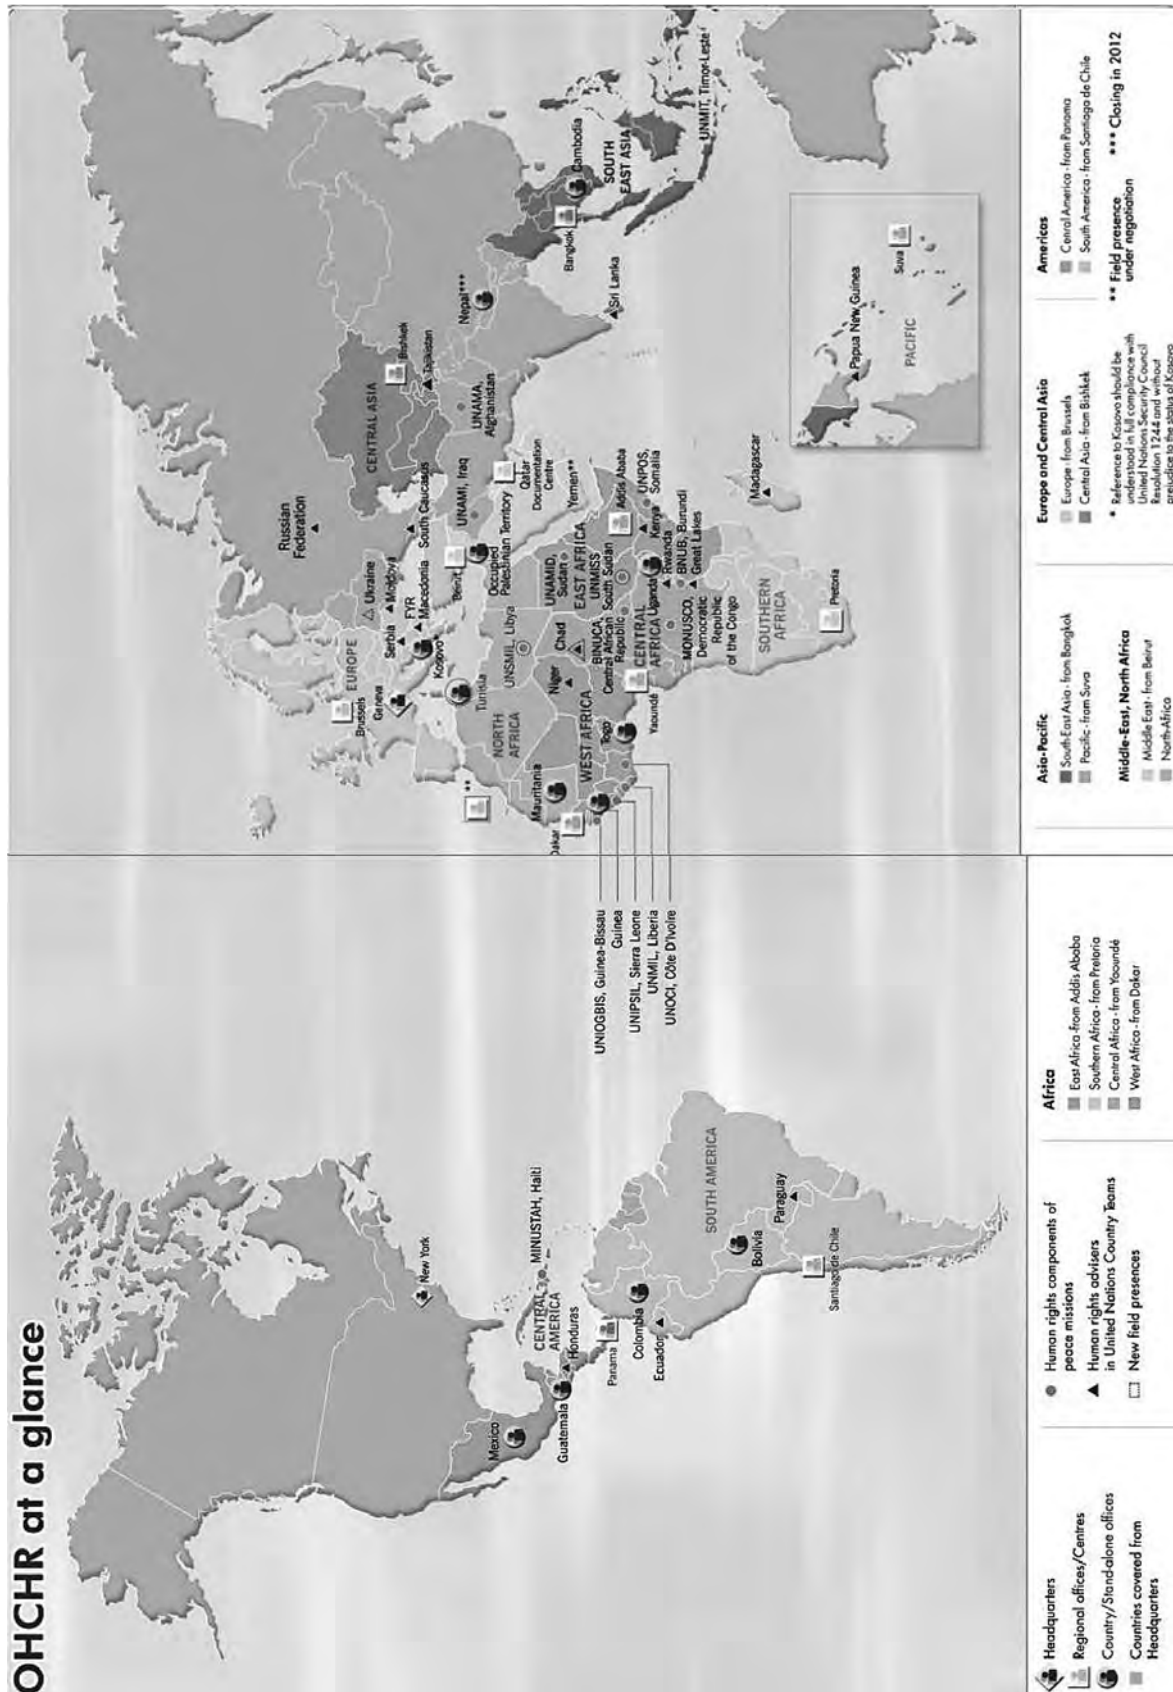 OHCHR at a glance
New York
MINUSTAH, Haiti
CENTRAL
AMERICA
Honduras
Mexico
Guatemala
Panama
Colombia
Ecuador
SOUTH AMERICA
Bolivia
Paraguay
Santiago de Chile
UNIOGBIS, Guinea-Bissau
Guinea
UNIPSIL, Sierra Leone
UNMIL, Liberia
UNOCI, Côte D'Ivoire
Russian
Federation
Ukraine
Moldova
Serbia
FYR
Macedonia
South Caucasus
EUROPE
Brussels
Geneva
Kosovo*
CENTRAL ASIA
Bishkek
Tajikistan
Nepal***
UNAMA,
Afghanistan
UNAMI, Iraq
Beirut
Occupied
Palestinian Territory
Qatar
Documentation
Centre
Yemen**
Bangkok
Cambodia
SOUTH
EAST ASIA
UNMIT, Timor-Leste
Sri Lanka
**
Tunisia
NORTH
AFRICA
UNSMIL, Libya
Mauritania
Dakar
WEST AFRICA
Niger
Chad
Togo
Yaoundé
UNAMID,
Sudan
EAST AFRICA
UNMISS
South Sudan
BINUCA,
Central African
Republic
CENTRAL
AFRICA
Uganda
Addis Ababa
UNPOS,
Somalia
Kenya
Rwanda
BNUB, Burundi
Great Lakes
MONUSCO,
Democratic
Republic
of the Congo
SOUTHERN
AFRICA
Pretoria
Madagascar
Papua New Guinea
PACIFIC
Suva
Headquarters
Regional offices/Centres
Country/Stand-alone offices
Countries covered from
Headquarters
Human rights components of
peace missions
Human rights advisers
in United Nations Country Teams
New field presences
Africa
East Africa - from Addis Ababa
Southern Africa - from Pretoria
Central Africa - from Yaoundé
West Africa - from Dakar
Asia-Pacific
South-East Asia - from Bangkok
Pacific - from Suva
Middle-East, North Africa
Middle East - from Beirut
North-Africa
Europe and Central Asia
Europe - from Brussels
Central Asia - from Bishkek
* Reference to Kosovo should be
understood in full compliance with
United Nations Security Council
Resolution 1244 and without
prejudice to the status of Kosovo
Americas
Cenral America - from Panama
South America - from Santiago de Chile
** Field presence
under negotiation
*** Closing in 2012